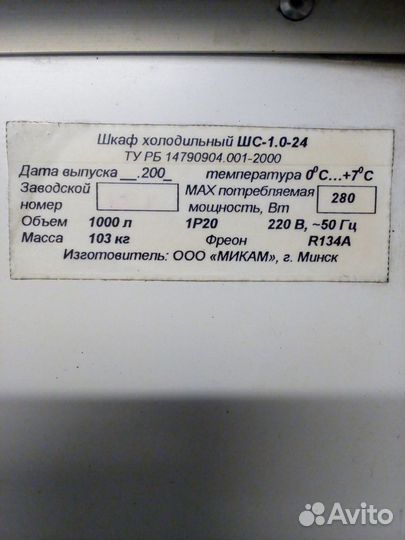 Шкаф холодильный ШС-1.0-24
ТУ РБ 14790904.001-2000
Дата выпуска __.200_ температура 0°С...+7°С
Заводской номер
МАХ потребляемая мощность, Вт 280
Объем 1000 л 1Р20 220 В, ~50 Гц
Масса 103 кг Фреон R134A
Изготовитель: ООО «МИКАМ», г. Минск
Avito